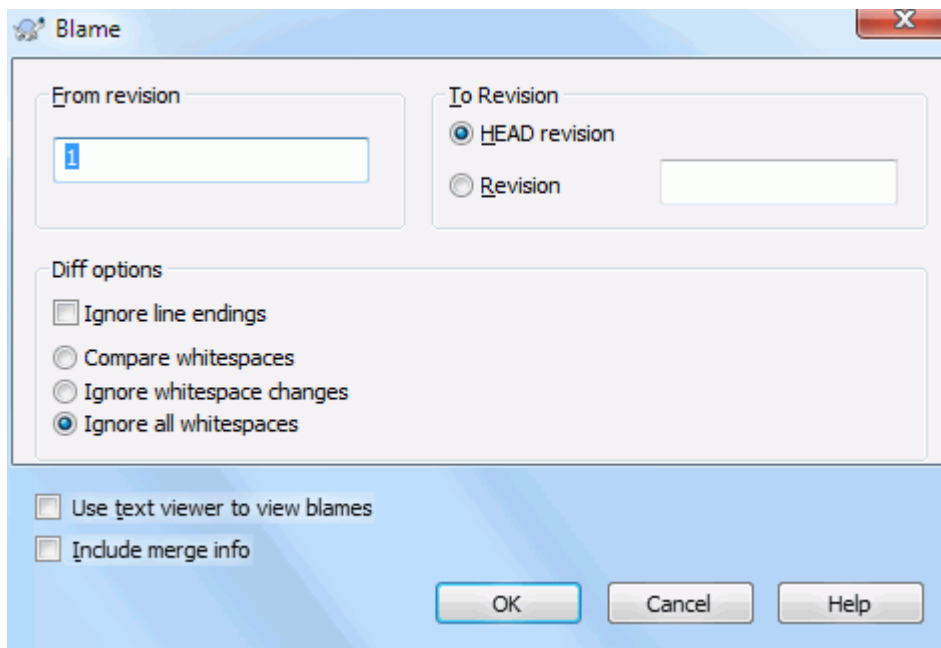 Blame
From revision
1
To Revision
HEAD revision
Revision
Diff options
Ignore line endings
Compare whitespaces
Ignore whitespace changes
Ignore all whitespaces
Use text viewer to view blames
Include merge info
OK Cancel Help